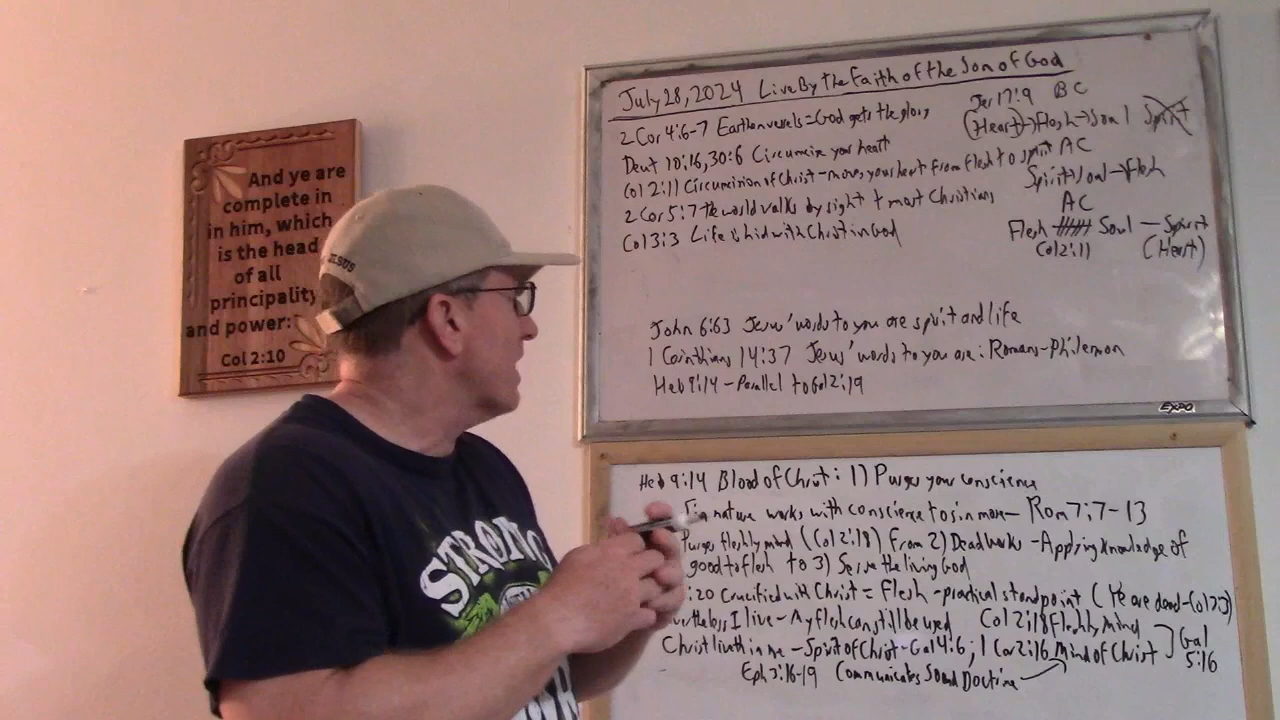 And ye are
complete in
in him, which
is the head
of all
principality
and power:
Col 2:10
JESUS
STRONG
July 28, 2024 Live By the Faith of the Son of God
2 Cor 4:6-7 Earthen vessels = God gets the glory
Deut 10:16, 30:6 Circumcise your heart
Col 2:11 Circumcision of Christ - moves your heart from flesh to spirit
2 Cor 5:7 The world walks by sight + most Christians
Col 3:3 Life is hid with Christ in God
Jer 17:9 BC
(Heart)→Flesh→Soul Spirit
AC
Spirit→Soul→Flesh
AC
Flesh Soul - Spirit
Col 2:11 (Heart)
John 6:63 Jesus' words to you are spirit and life
1 Corinthians 14:37 Jesus' words to you are: Romans-Philemon
Heb 9:14 - Parallel to
EXPO
Heb 9:14 Blood of Christ: 1) Purges your conscience
Sin nature works with conscience to sin more - Rom 7:7-13
Purges fleshly mind (Col 2:18) from 2) Dead works - Applying knowledge of
good to flesh to 3) Serve the living God
:20 Crucified with Christ = Flesh - practical standpoint (Ye are dead - Col 3:3)
I live - My flesh can still be used Col 2:18 Fleshly Mind
Christ liveth in me - Spirit of Christ - Gal 4:6; 1 Cor 2:16 Mind of Christ ] Gal
5:16
Eph 3:16-19 Communicates Sound Doctrine